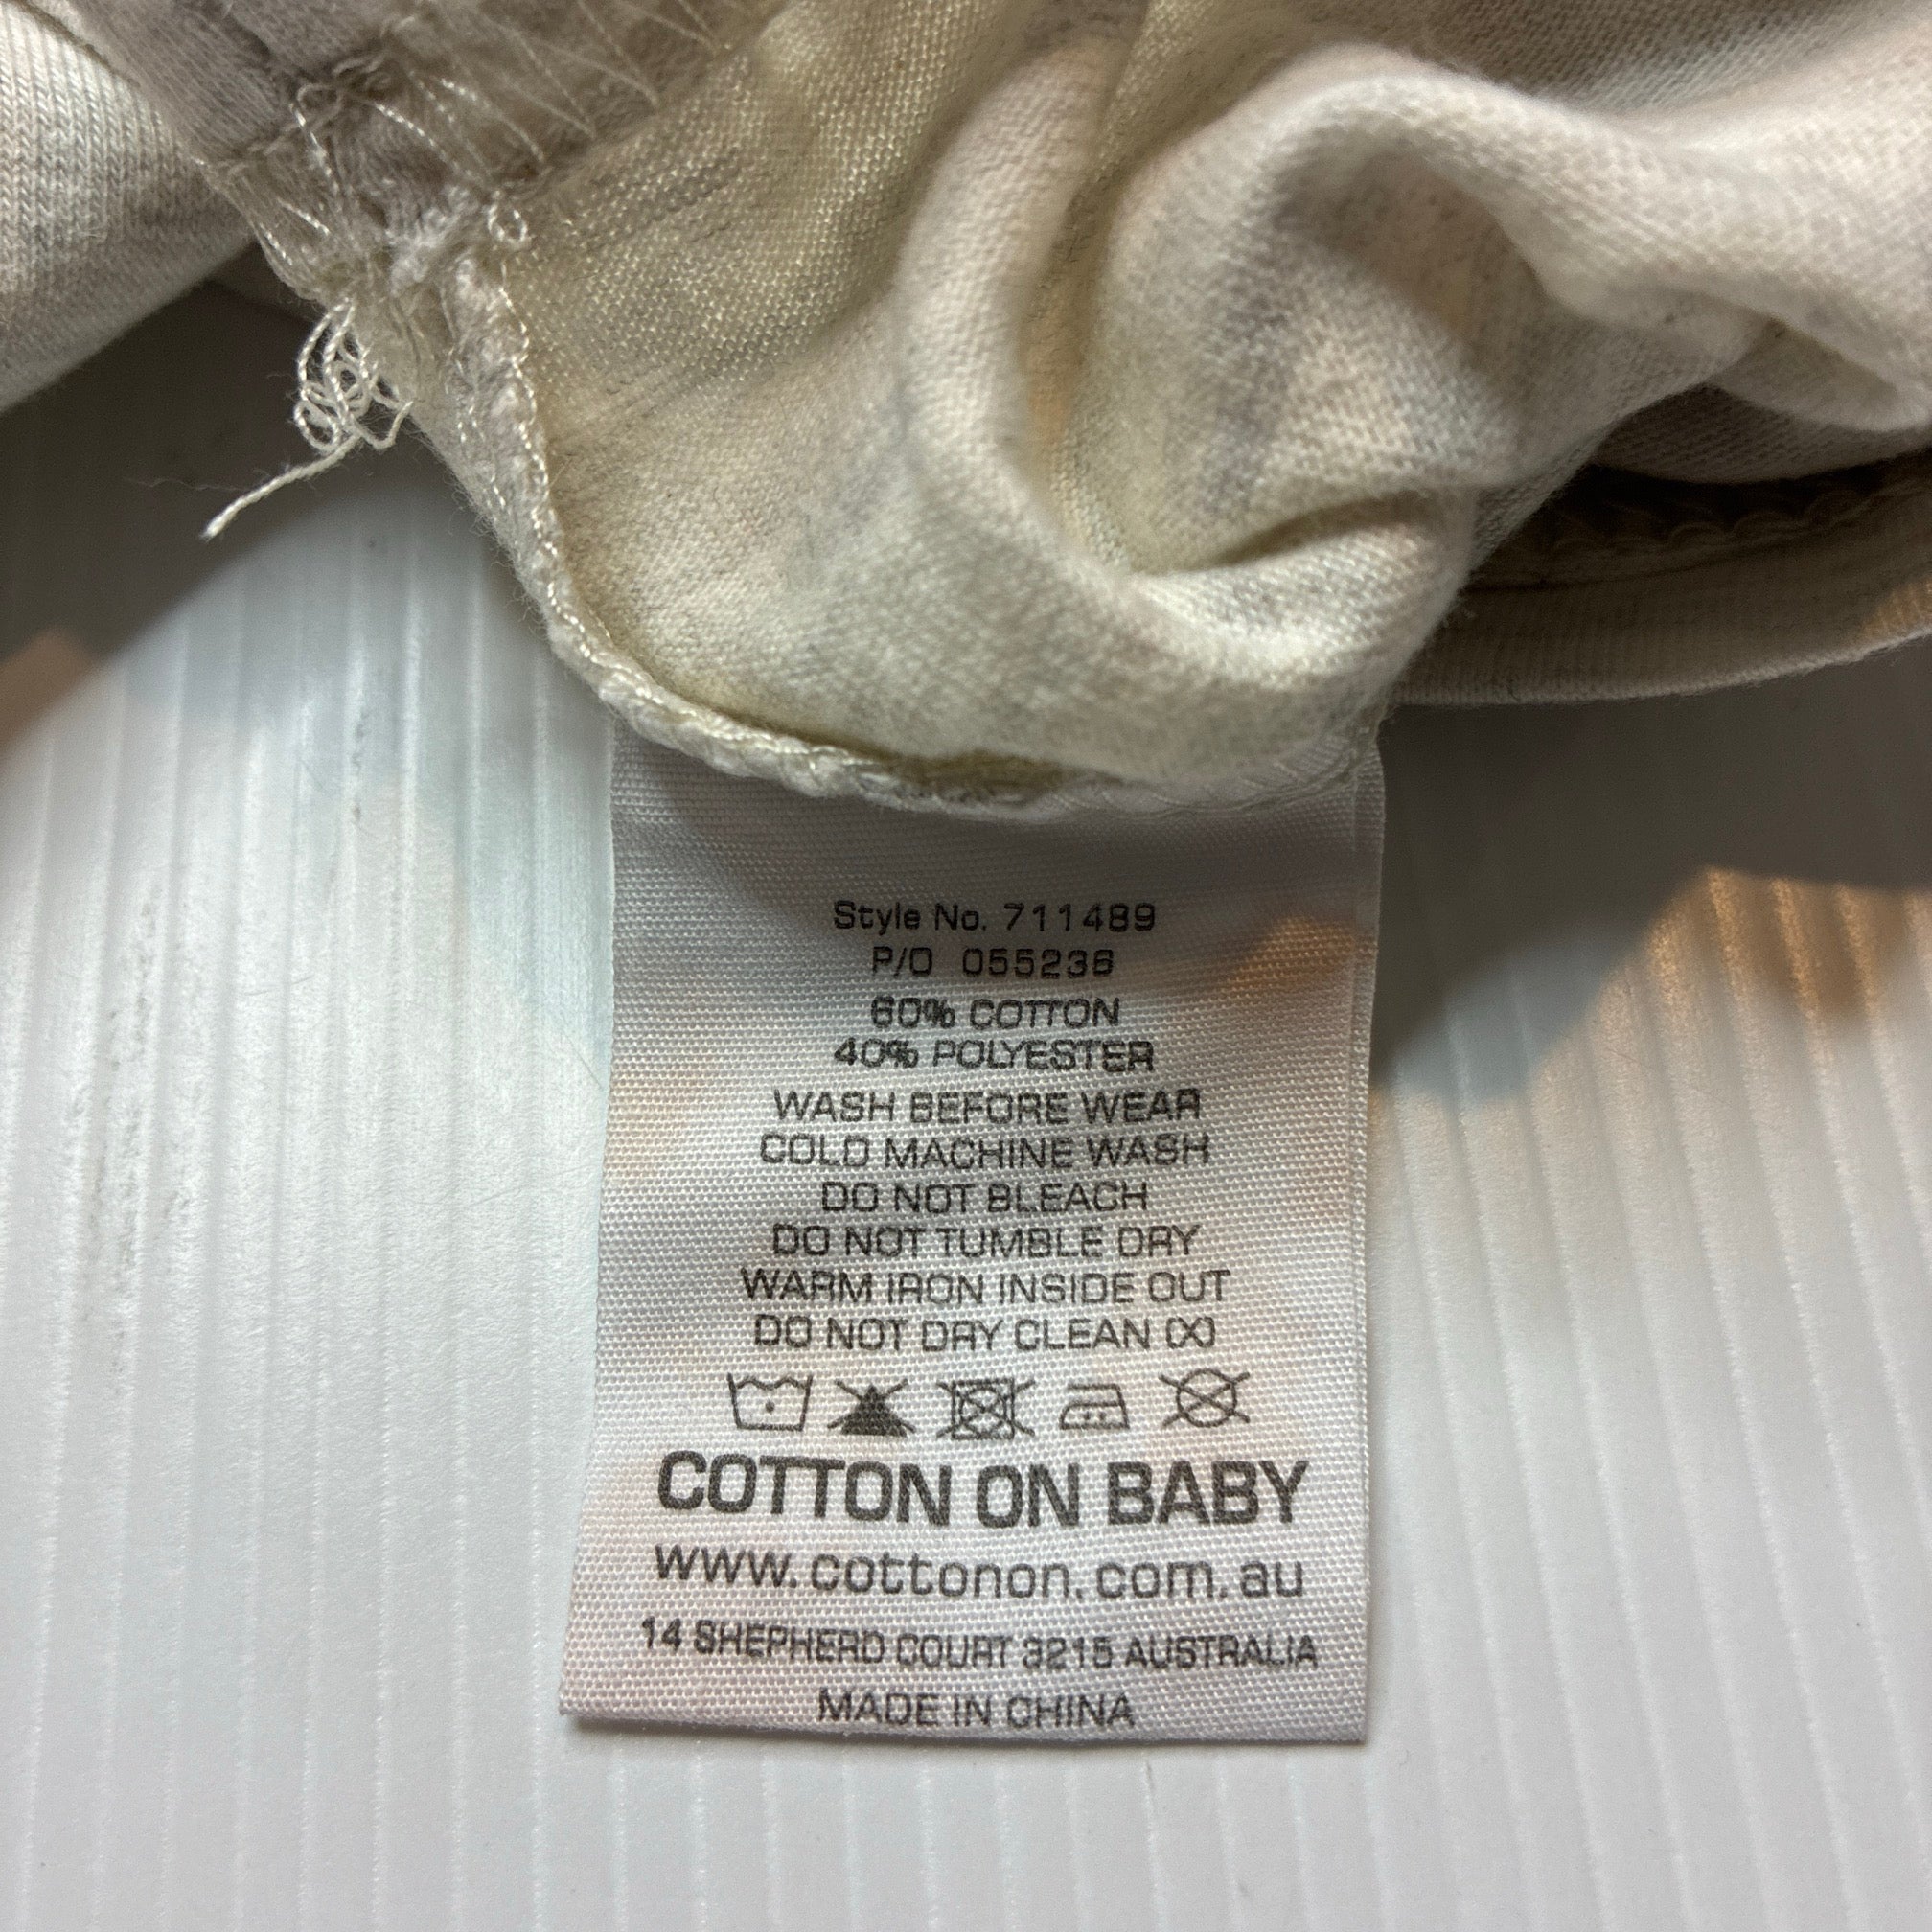 Style No. 711489
P/O 055236
60% COTTON
40% POLYESTER
WASH BEFORE WEAR
COLD MACHINE WASH
DO NOT BLEACH
DO NOT TUMBLE DRY
WARM IRON INSIDE OUT
DO NOT DRY CLEAN (X)
COTTON ON BABY
www.cottonon.com.au
14 SHEPHERD COURT 3215 AUSTRALIA
MADE IN CHINA